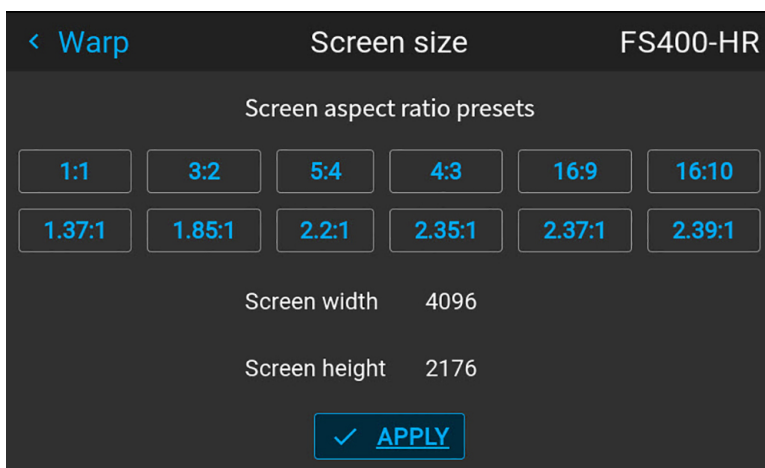 < Warp Screen size FS400-HR
Screen aspect ratio presets
1:1 3:2 5:4 4:3 16:9 16:10
1.37:1 1.85:1 2.2:1 2.35:1 2.37:1 2.39:1
Screen width 4096
Screen height 2176
APPLY